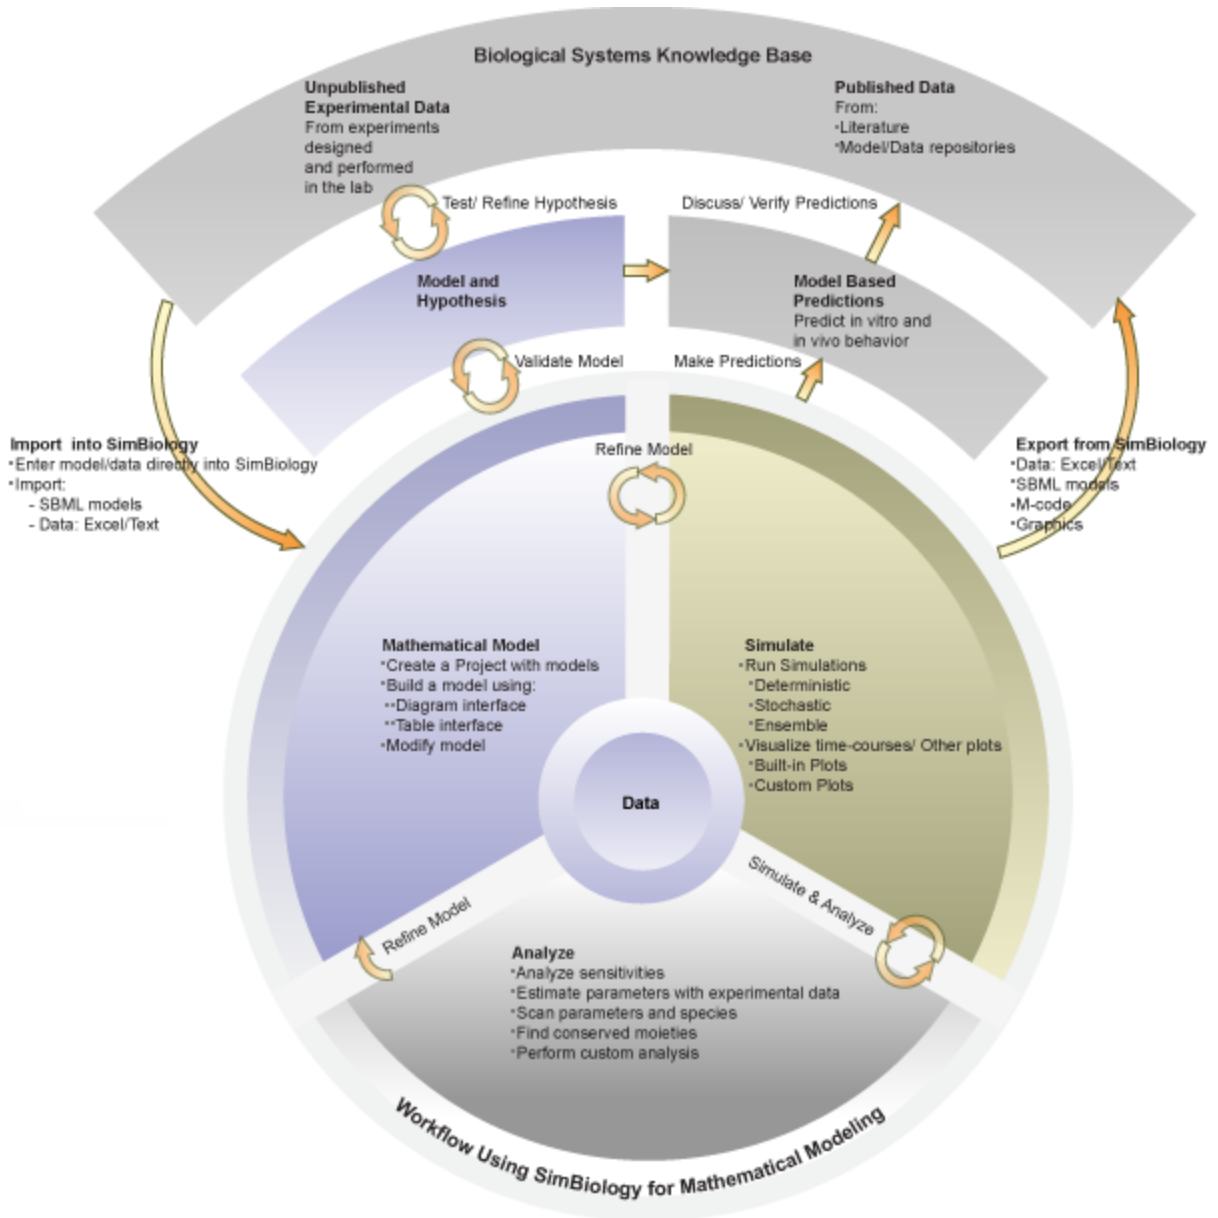 Biological Systems Knowledge Base
Unpublished
Experimental Data
From experiments
designed
and performed
in the lab
Published Data
From:
•Literature
•Model/Data repositories
Test/ Refine Hypothesis
Discuss/ Verify Predictions
Model and
Hypothesis
Model Based
Predictions
Predict in vitro and
in vivo behavior
Validate Model
Make Predictions
Import into SimBiology
•Enter model/data directly into SimBiology
•Import:
- SBML models
- Data: Excel/Text
Refine Model
Export from SimBiology
•Data: Excel/Text
•SBML models
•M-code
•Graphics
Mathematical Model
•Create a Project with models
•Build a model using:
••Diagram interface
••Table interface
•Modify model
Simulate
•Run Simulations
•Deterministic
•Stochastic
•Ensemble
•Visualize time-courses/ Other plots
•Built-in Plots
•Custom Plots
Data
Refine Model
Simulate & Analyze
Analyze
•Analyze sensitivities
•Estimate parameters with experimental data
•Scan parameters and species
•Find conserved moieties
•Perform custom analysis
Workflow Using SimBiology for Mathematical Modeling